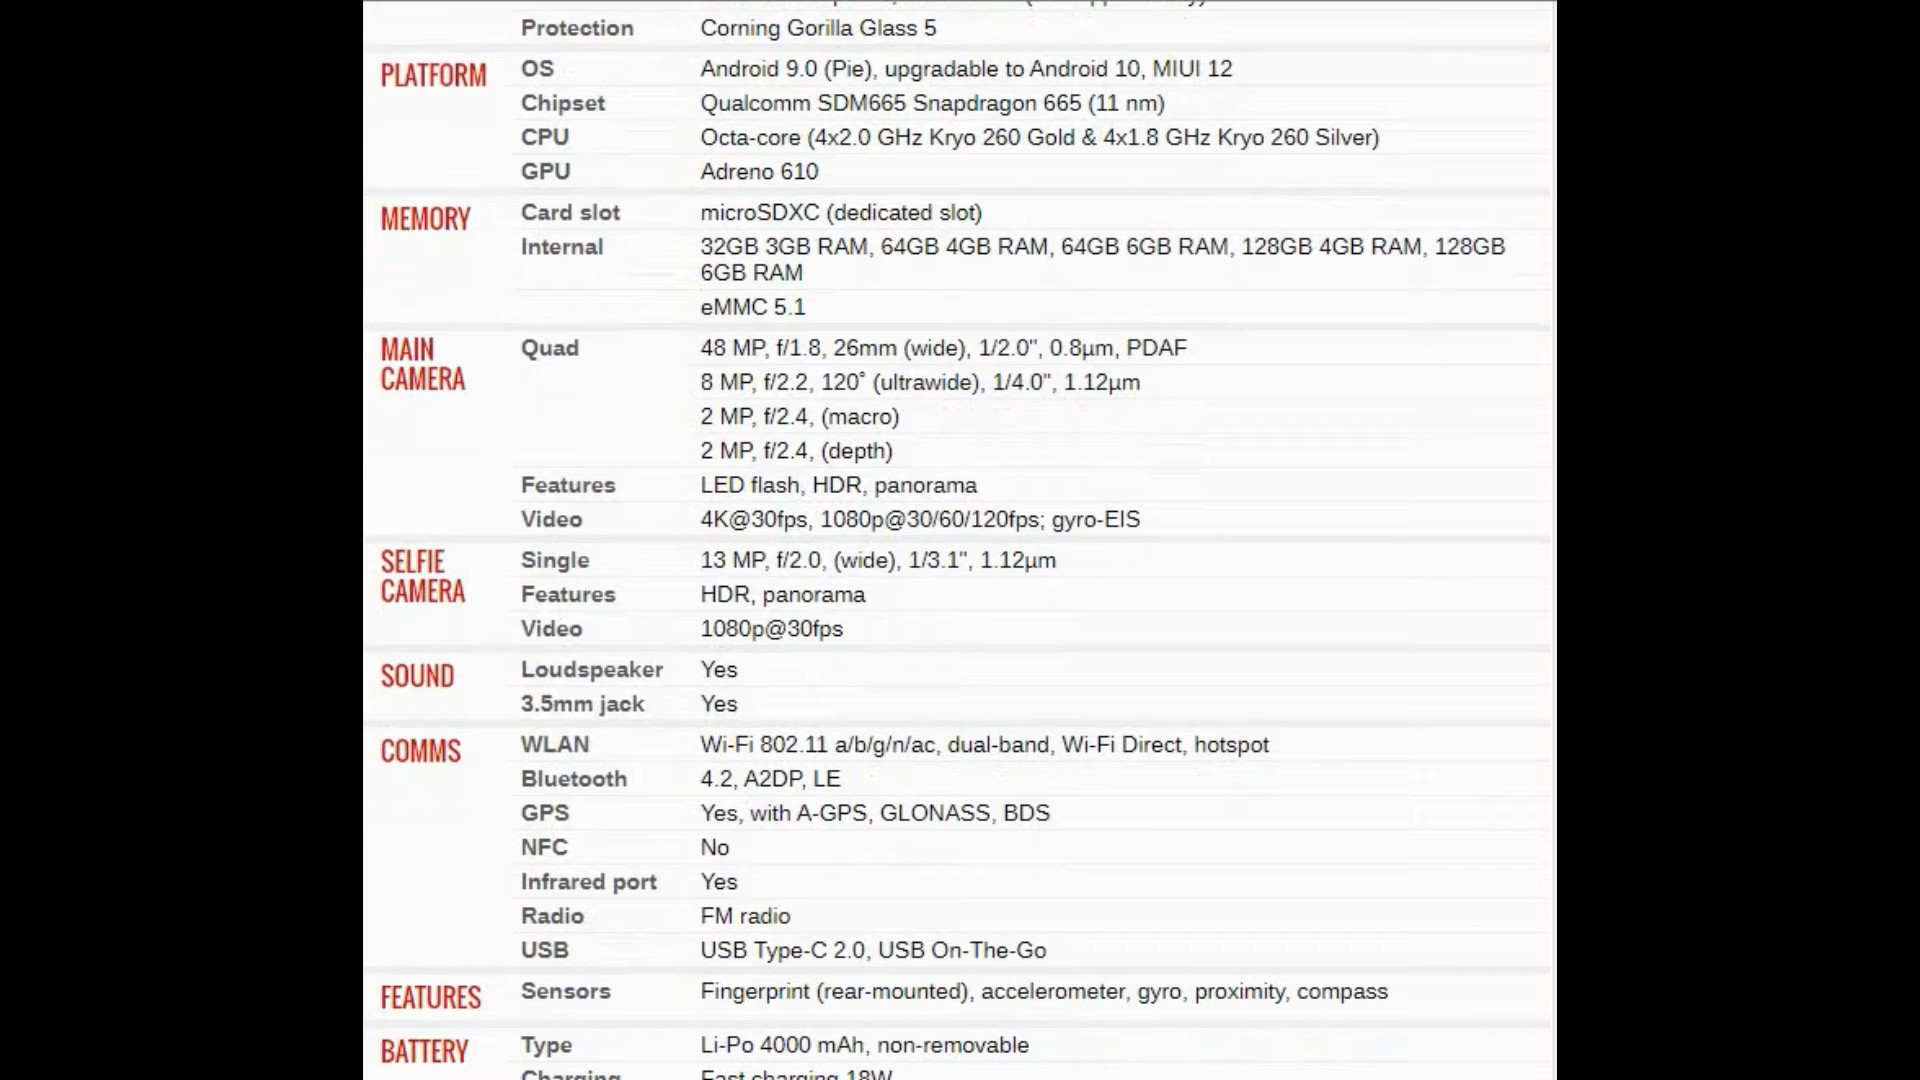 Protection Corning Gorilla Glass 5
PLATFORM OS Android 9.0 (Pie), upgradable to Android 10, MIUI 12
Chipset Qualcomm SDM665 Snapdragon 665 (11 nm)
CPU Octa-core (4x2.0 GHz Kryo 260 Gold & 4x1.8 GHz Kryo 260 Silver)
GPU Adreno 610
MEMORY Card slot microSDXC (dedicated slot)
Internal 32GB 3GB RAM, 64GB 4GB RAM, 64GB 6GB RAM, 128GB 4GB RAM, 128GB
6GB RAM
eMMC 5.1
MAIN CAMERA Quad 48 MP, f/1.8, 26mm (wide), 1/2.0", 0.8µm, PDAF
8 MP, f/2.2, 120˚ (ultrawide), 1/4.0", 1.12µm
2 MP, f/2.4, (macro)
2 MP, f/2.4, (depth)
Features LED flash, HDR, panorama
Video 4K@30fps, 1080p@30/60/120fps; gyro-EIS
SELFIE CAMERA Single 13 MP, f/2.0, (wide), 1/3.1", 1.12µm
Features HDR, panorama
Video 1080p@30fps
SOUND Loudspeaker Yes
3.5mm jack Yes
COMMS WLAN Wi-Fi 802.11 a/b/g/n/ac, dual-band, Wi-Fi Direct, hotspot
Bluetooth 4.2, A2DP, LE
GPS Yes, with A-GPS, GLONASS, BDS
NFC No
Infrared port Yes
Radio FM radio
USB USB Type-C 2.0, USB On-The-Go
FEATURES Sensors Fingerprint (rear-mounted), accelerometer, gyro, proximity, compass
BATTERY Type Li-Po 4000 mAh, non-removable
Charging Fast charging 18W